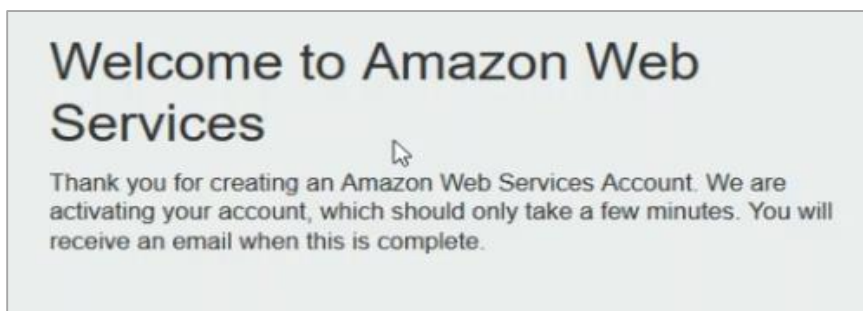 Welcome to Amazon Web
Services
Thank you for creating an Amazon Web Services Account. We are
activating your account, which should only take a few minutes. You will
receive an email when this is complete.